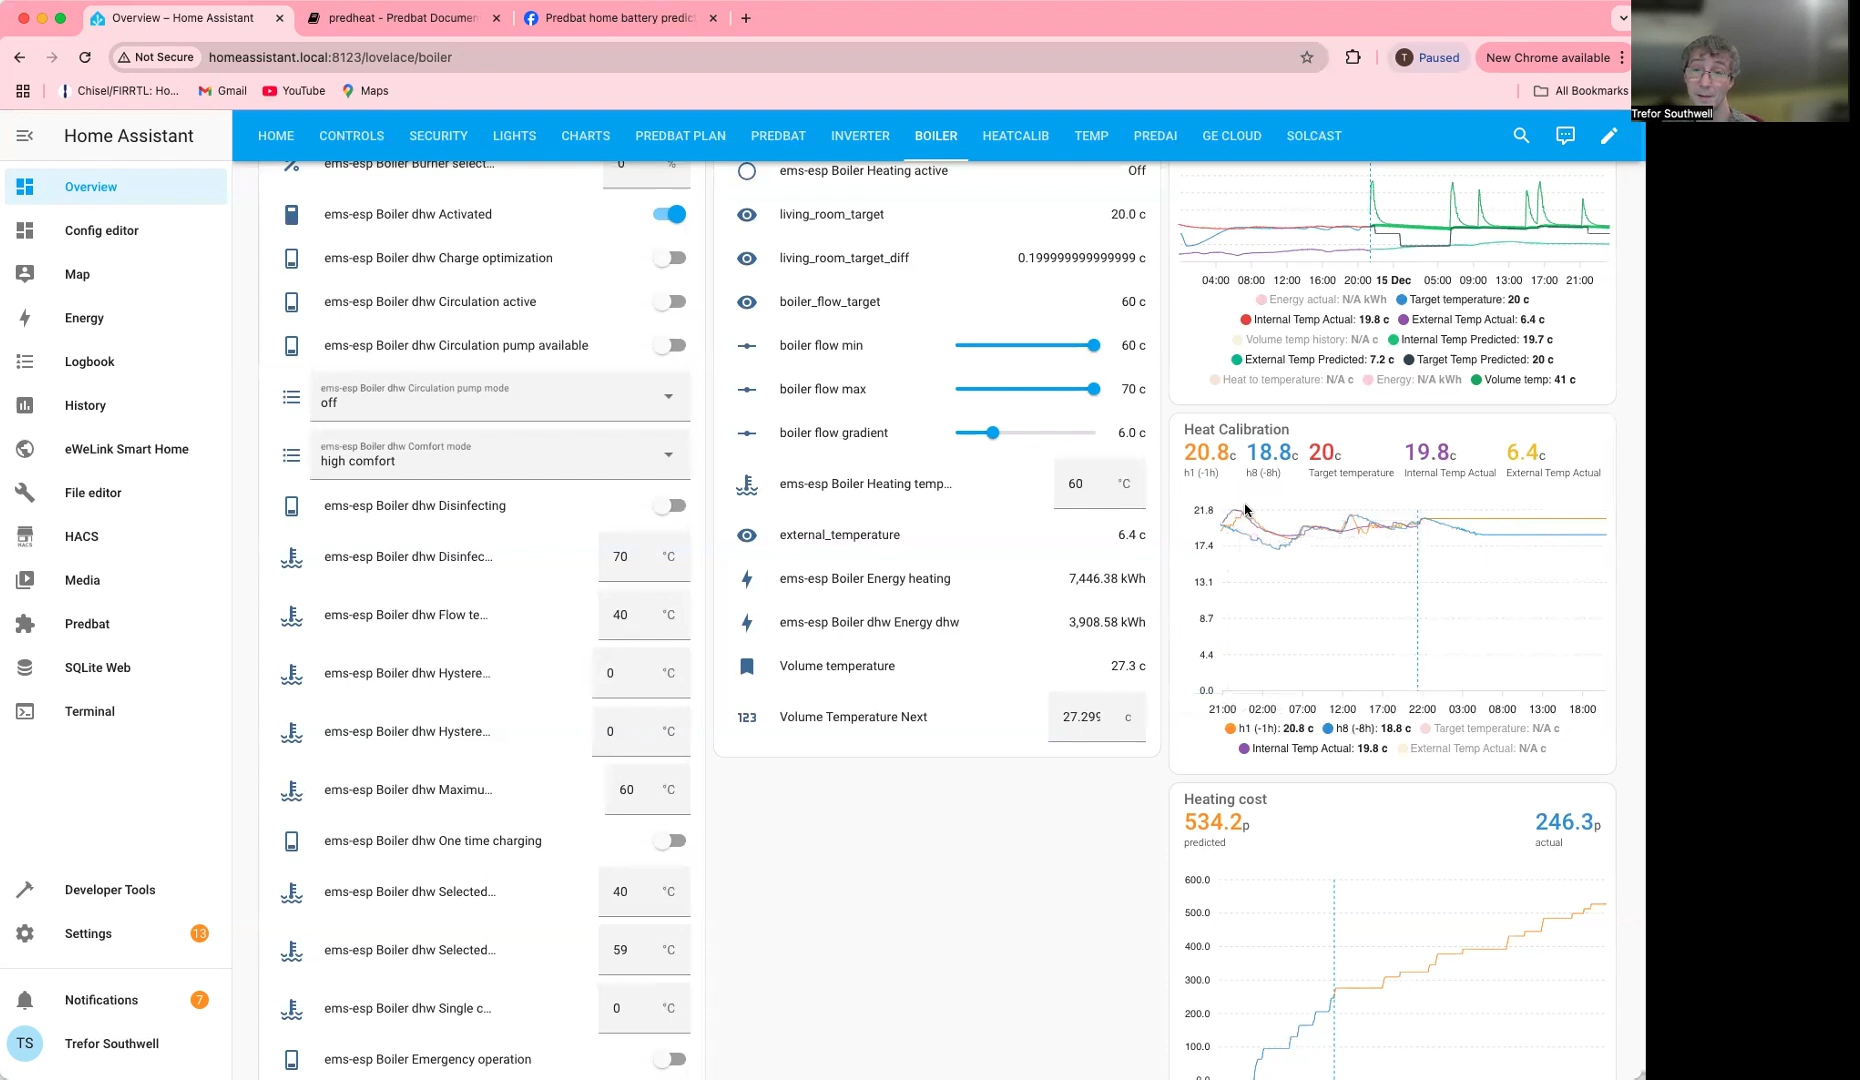 Overview – Home Assistant
predheat - Predbat Documen
Predbat home battery predic
Not Secure
homeassistant.local:8123/lovelace/boiler
T
Paused
New Chrome available
Chisel/FIRRTL: Ho...
Gmail
YouTube
Maps
All Bookmarks
Trefor Southwell
Home Assistant
HOME
CONTROLS
SECURITY
LIGHTS
CHARTS
PREDBAT PLAN
PREDBAT
INVERTER
BOILER
HEATCALIB
TEMP
PREDAI
GE CLOUD
SOLCAST
Overview
Config editor
Map
Energy
Logbook
History
eWeLink Smart Home
File editor
HACS
Media
Predbat
SQLite Web
Terminal
Developer Tools
Settings 13
Notifications 7
TS Trefor Southwell
ems-esp Boiler Burner select... 0 %
ems-esp Boiler dhw Activated
ems-esp Boiler dhw Charge optimization
ems-esp Boiler dhw Circulation active
ems-esp Boiler dhw Circulation pump available
ems-esp Boiler dhw Circulation pump mode
off
ems-esp Boiler dhw Comfort mode
high comfort
ems-esp Boiler dhw Disinfecting
ems-esp Boiler dhw Disinfec... 70 °C
ems-esp Boiler dhw Flow te... 40 °C
ems-esp Boiler dhw Hystere... 0 °C
ems-esp Boiler dhw Hystere... 0 °C
ems-esp Boiler dhw Maximu... 60 °C
ems-esp Boiler dhw One time charging
ems-esp Boiler dhw Selected... 40 °C
ems-esp Boiler dhw Selected... 59 °C
ems-esp Boiler dhw Single c... 0 °C
ems-esp Boiler Emergency operation
ems-esp Boiler Heating active Off
living_room_target 20.0 c
living_room_target_diff 0.199999999999999 c
boiler_flow_target 60 c
boiler flow min 60 c
boiler flow max 70 c
boiler flow gradient 6.0 c
ems-esp Boiler Heating temp... 60 °C
external_temperature 6.4 c
ems-esp Boiler Energy heating 7,446.38 kWh
ems-esp Boiler dhw Energy dhw 3,908.58 kWh
Volume temperature 27.3 c
123 Volume Temperature Next 27.299 c
04:00 08:00 12:00 16:00 20:00 15 Dec 05:00 09:00 13:00 17:00 21:00
Energy actual: N/A kWh Target temperature: 20 c
Internal Temp Actual: 19.8 c External Temp Actual: 6.4 c
Volume temp history: N/A c Internal Temp Predicted: 19.7 c
External Temp Predicted: 7.2 c Target Temp Predicted: 20 c
Heat to temperature: N/A c Energy: N/A kWh Volume temp: 41 c
Heat Calibration
20.8c 18.8c 20c 19.8c 6.4c
h1 (-1h) h8 (-8h) Target temperature Internal Temp Actual External Temp Actual
21.8
17.4
13.1
8.7
4.4
0.0
21:00 02:00 07:00 12:00 17:00 22:00 03:00 08:00 13:00 18:00
h1 (-1h): 20.8 c h8 (-8h): 18.8 c Target temperature: N/A c
Internal Temp Actual: 19.8 c External Temp Actual: N/A c
Heating cost
534.2p 246.3p
predicted actual
600.0
500.0
400.0
300.0
200.0
100.0
0.0